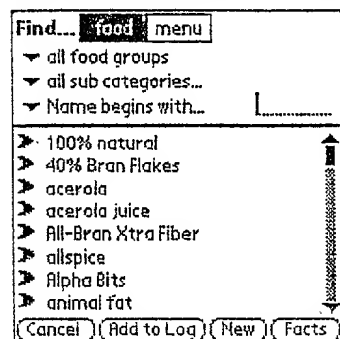 Find... food menu
all food groups
all sub categories...
Name begins with...
100% natural
40% Bran Flakes
acerola
acerola juice
All-Bran Xtra Fiber
allspice
Alpha Bits
animal fat
Cancel Add to Log New Facts